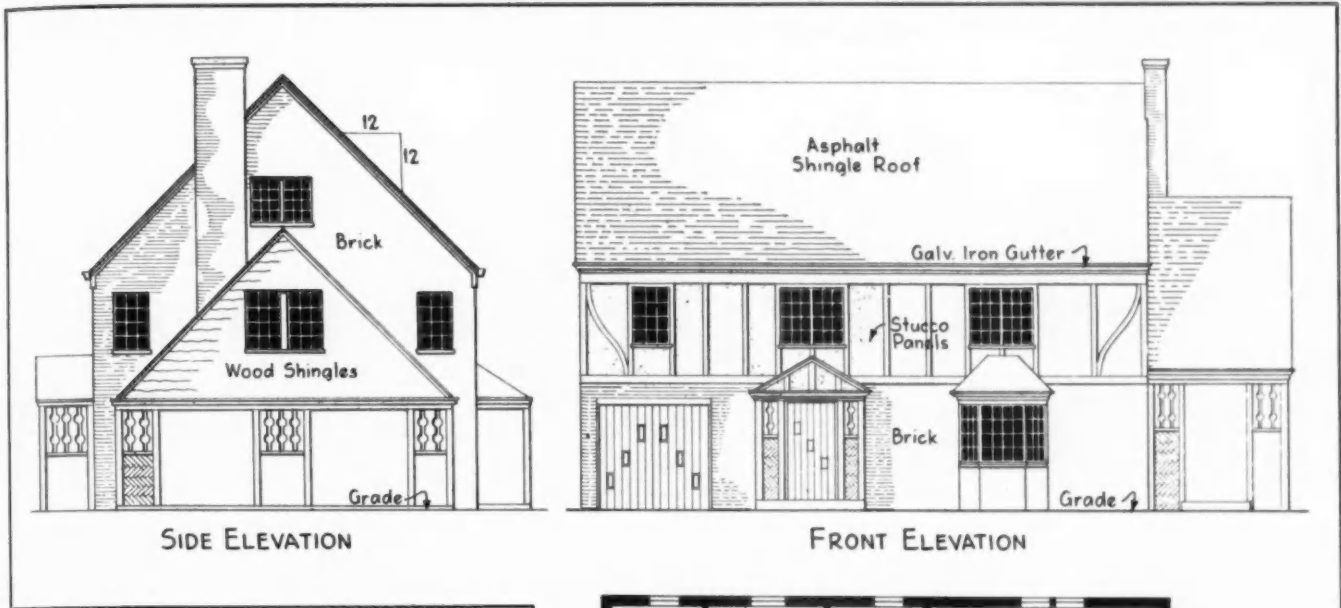 12
12
Brick
Wood Shingles
Grade
SIDE ELEVATION
Asphalt
Shingle Roof
Galv. Iron Gutter
Stucco
Panels
Brick
Grade
FRONT ELEVATION